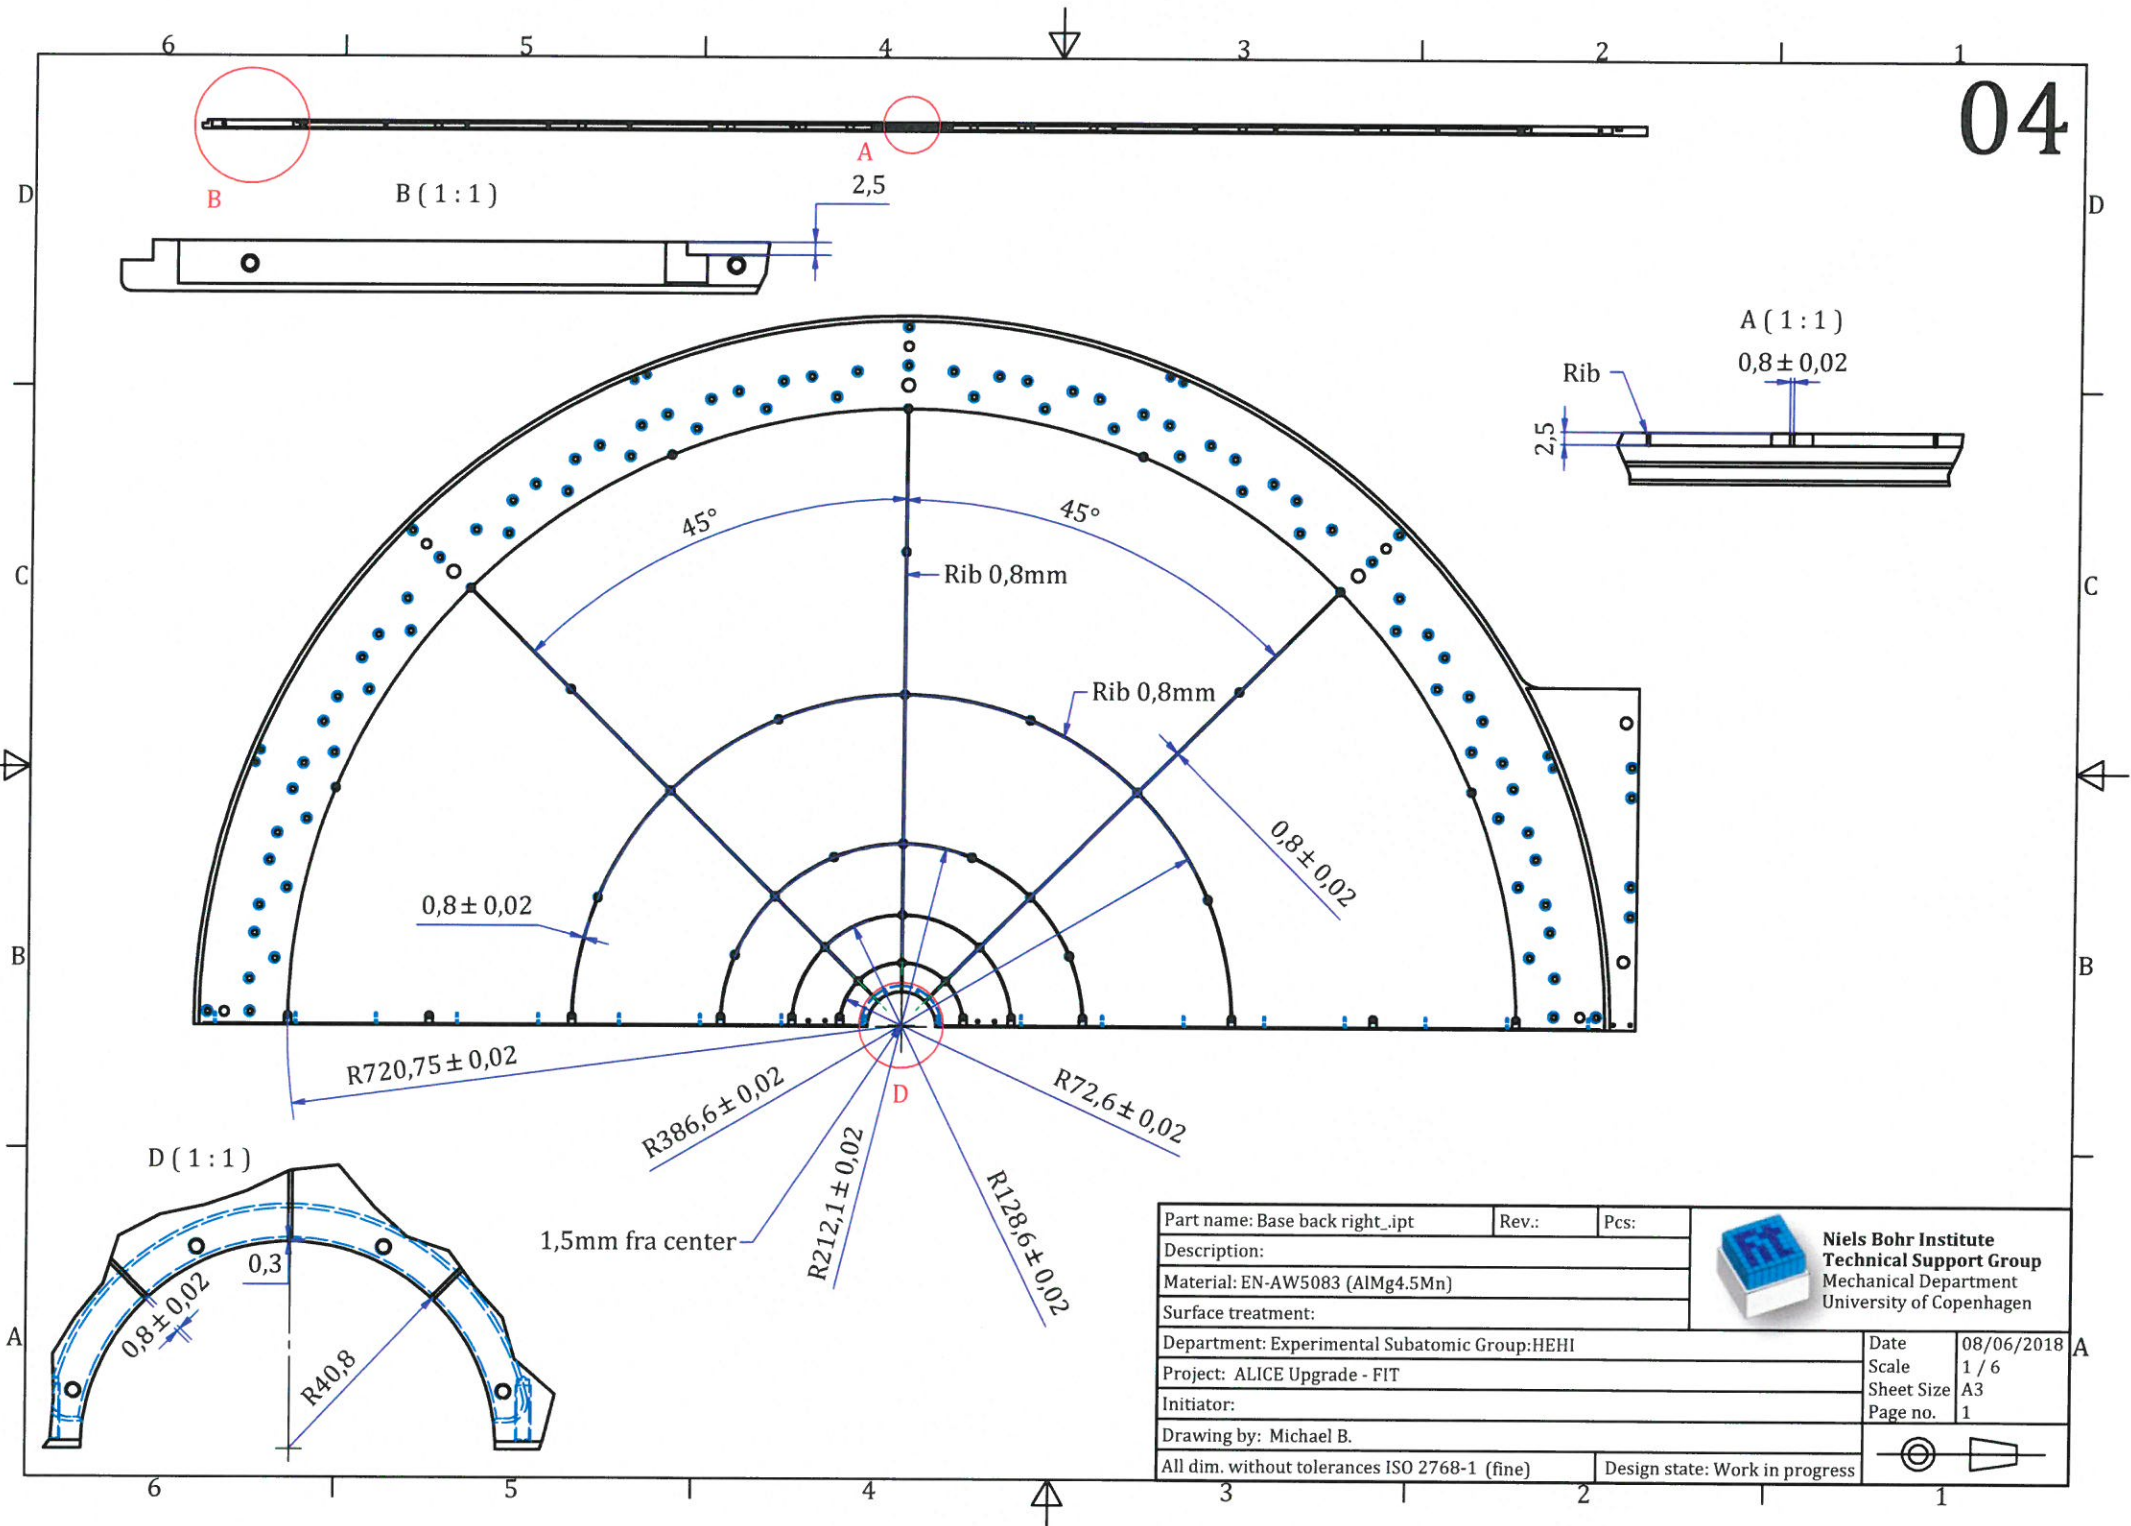 6 5 4 3 2 1
04
D
D
B
A
B ( 1 : 1 )
2,5
A ( 1 : 1 )
Rib
0,8 ± 0,02
2,5
45°
45°
C
C
Rib 0,8mm
Rib 0,8mm
0,8 ± 0,02
0,8 ± 0,02
B
B
R720,75 ± 0,02
R386,6 ± 0,02
D
R72,6 ± 0,02
R212,1 ± 0,02
R128,6 ± 0,02
1,5mm fra center
D ( 1 : 1 )
0,3
0,8 ± 0,02
R40,8
A
A
Part name: Base back right_.ipt
Rev.:
Pcs:
Description:
Material: EN-AW5083 (AlMg4.5Mn)
Surface treatment:
Fit
Niels Bohr Institute
Technical Support Group
Mechanical Department
University of Copenhagen
Department: Experimental Subatomic Group:HEHI
Project: ALICE Upgrade - FIT
Initiator:
Drawing by: Michael B.
All dim. without tolerances ISO 2768-1 (fine)
Design state: Work in progress
Date 08/06/2018
Scale 1 / 6
Sheet Size A3
Page no. 1
6 5 4 3 2 1